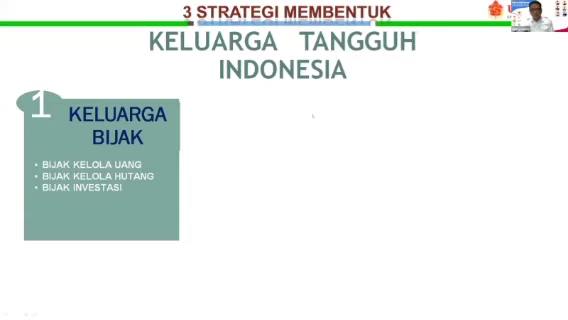 3 STRATEGI MEMBENTUK
KELUARGA TANGGUH
INDONESIA
1
KELUARGA
BIJAK
• BIJAK KELOLA UANG
• BIJAK KELOLA HUTANG
• BIJAK INVESTASI